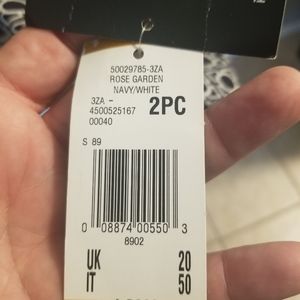 50029785-3ZA
ROSE GARDEN
NAVY/WHITE
3ZA -
4500525167
00040
2PC
S 89
0 08874 00550 3
8902
UK 20
IT 50